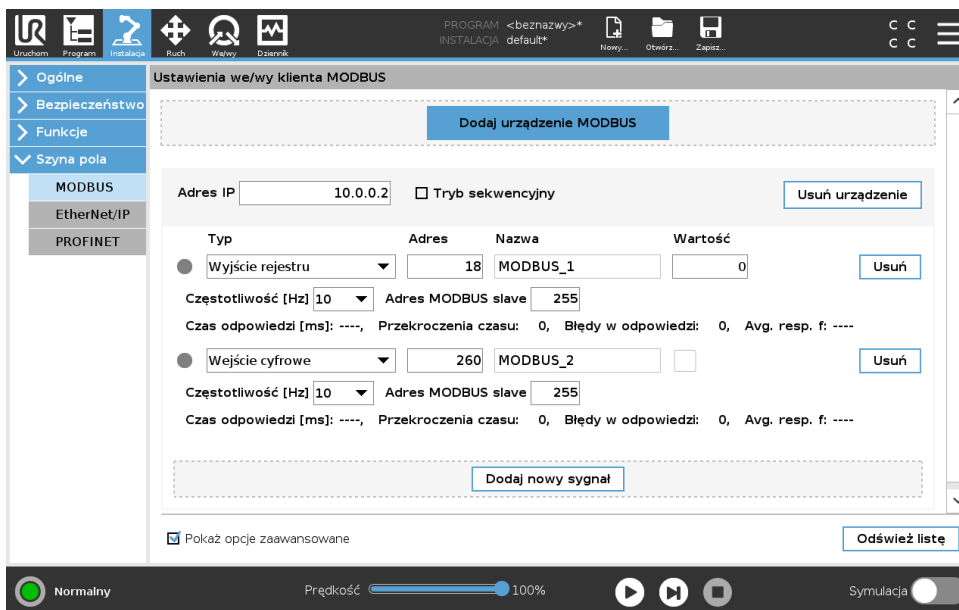 PROGRAM <beznazwy>*
INSTALACJA default*
C C
C C
Uruchom Program Instalacja Ruch We/wy Dziennik Nowy... Otwórz... Zapisz...
Ogólne
Bezpieczeństwo
Funkcje
Szyna pola
MODBUS
EtherNet/IP
PROFINET
Ustawienia we/wy klienta MODBUS
Dodaj urządzenie MODBUS
Adres IP 10.0.0.2 Tryb sekwencyjny Usuń urządzenie
Typ Adres Nazwa Wartość
Wyjście rejestru 18 MODBUS_1 0 Usuń
Częstotliwość [Hz] 10 Adres MODBUS slave 255
Czas odpowiedzi [ms]: ----, Przekroczenia czasu: 0, Błędy w odpowiedzi: 0, Avg. resp. f: ----
Wejście cyfrowe 260 MODBUS_2 Usuń
Częstotliwość [Hz] 10 Adres MODBUS slave 255
Czas odpowiedzi [ms]: ----, Przekroczenia czasu: 0, Błędy w odpowiedzi: 0, Avg. resp. f: ----
Dodaj nowy sygnał
Pokaż opcje zaawansowane Odśwież listę
Normalny Prędkość 100% Symulacja